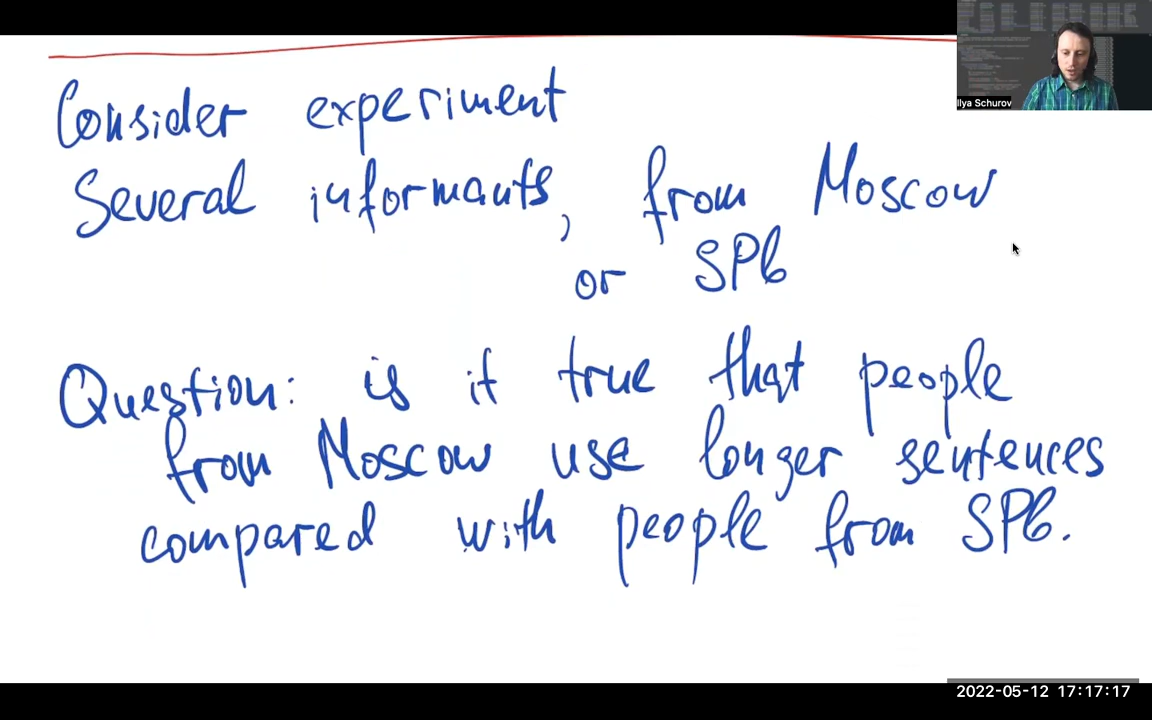 Consider experiment
Several informants, from Moscow
or SPb
Question: is it true that people
from Moscow use longer sentences
compared with people from SPb.
Ilya Schurov
2022-05-12 17:17:17